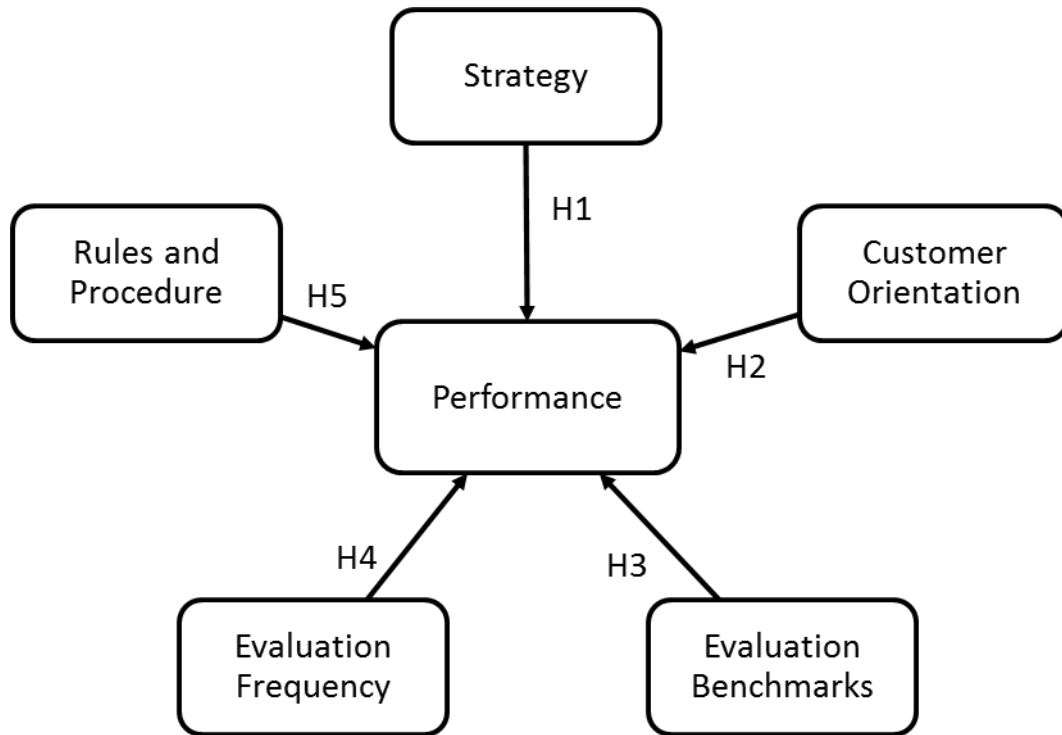 Strategy
H1
Rules and
Procedure
H5
Customer
Orientation
H2
Performance
H4
H3
Evaluation
Frequency
Evaluation
Benchmarks